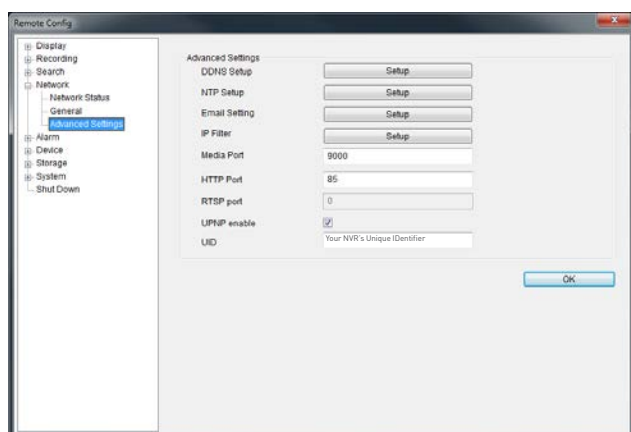 Remote Config
Display
Recording
Search
Network
Network Status
General
Advanced Settings
Alarm
Device
Storage
System
Shut Down
Advanced Settings
DDNS Setup Setup
NTP Setup Setup
Email Setting Setup
IP Filter Setup
Media Port 9000
HTTP Port 85
RTSP port 0
UPNP enable
UID Your NVR's Unique IDentifier
OK